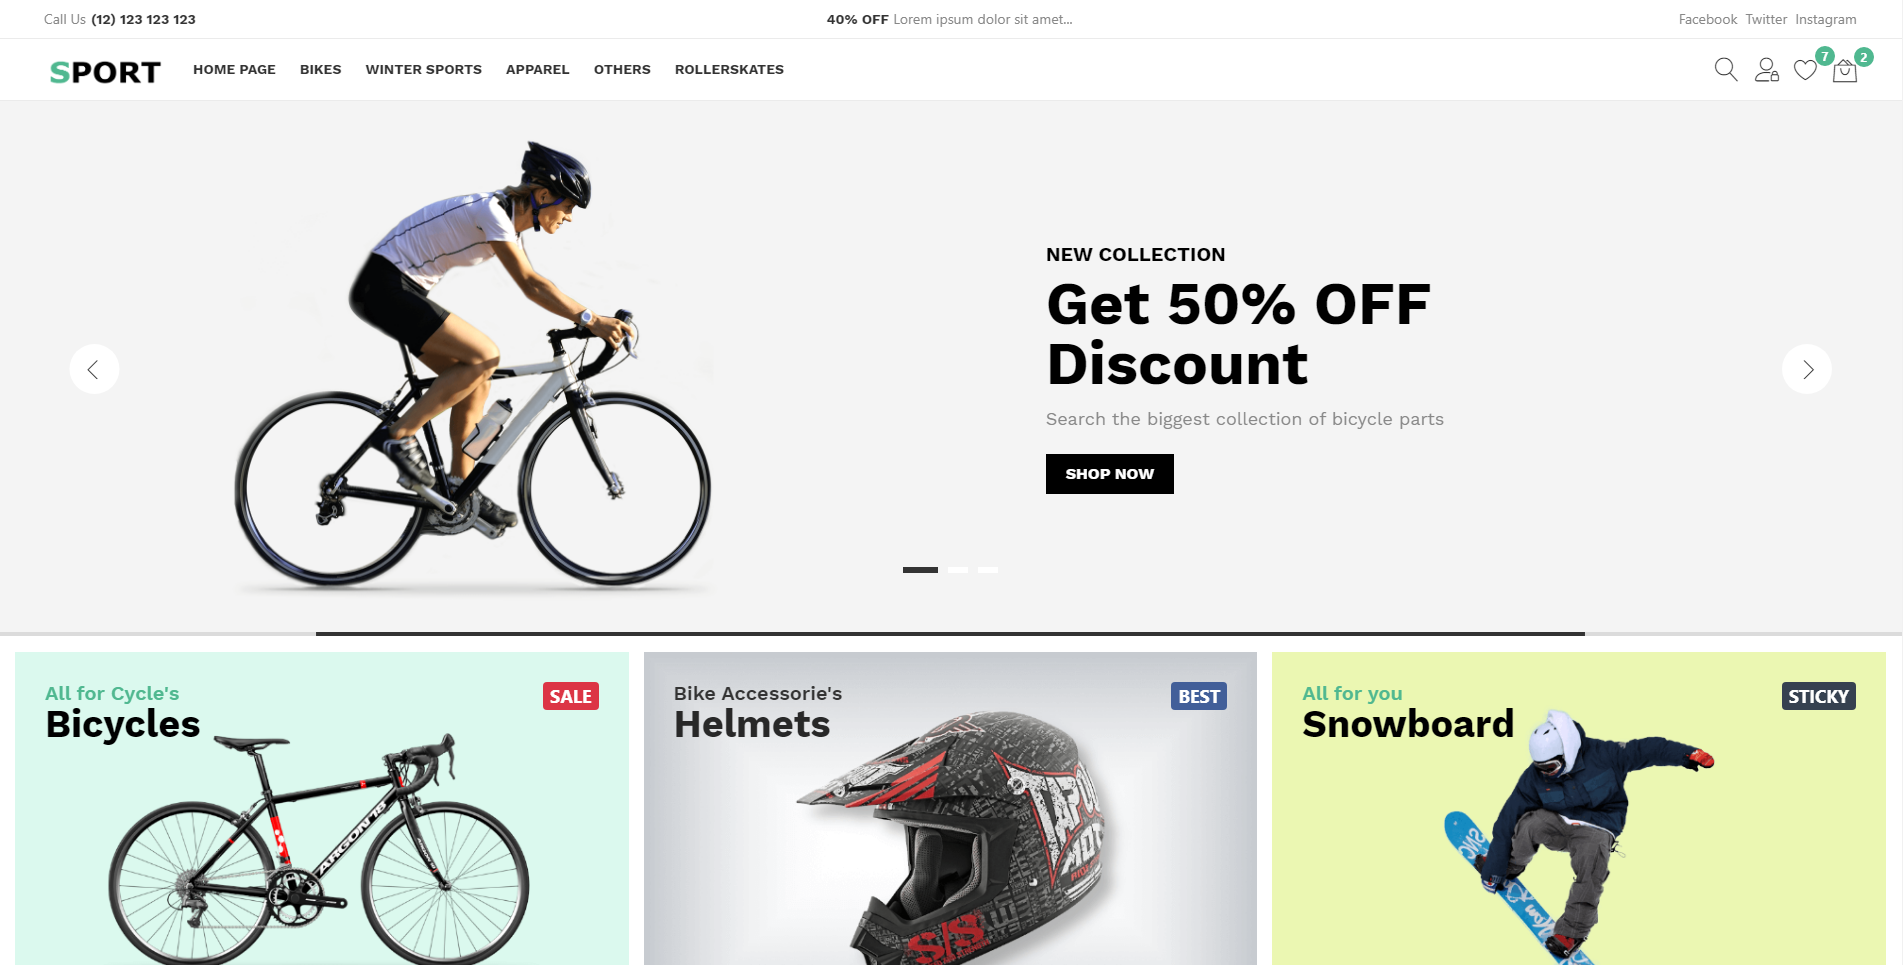 Call Us (12) 123 123 123
40% OFF Lorem ipsum dolor sit amet...
Facebook Twitter Instagram
SPORT
HOME PAGE BIKES WINTER SPORTS APPAREL OTHERS ROLLERSKATES
7 2
NEW COLLECTION
Get 50% OFF
Discount
Search the biggest collection of bicycle parts
SHOP NOW
All for Cycle's
Bicycles
SALE
ARGON 18
Bike Accessorie's
Helmets
BEST
S/S
All for you
Snowboard
STICKY